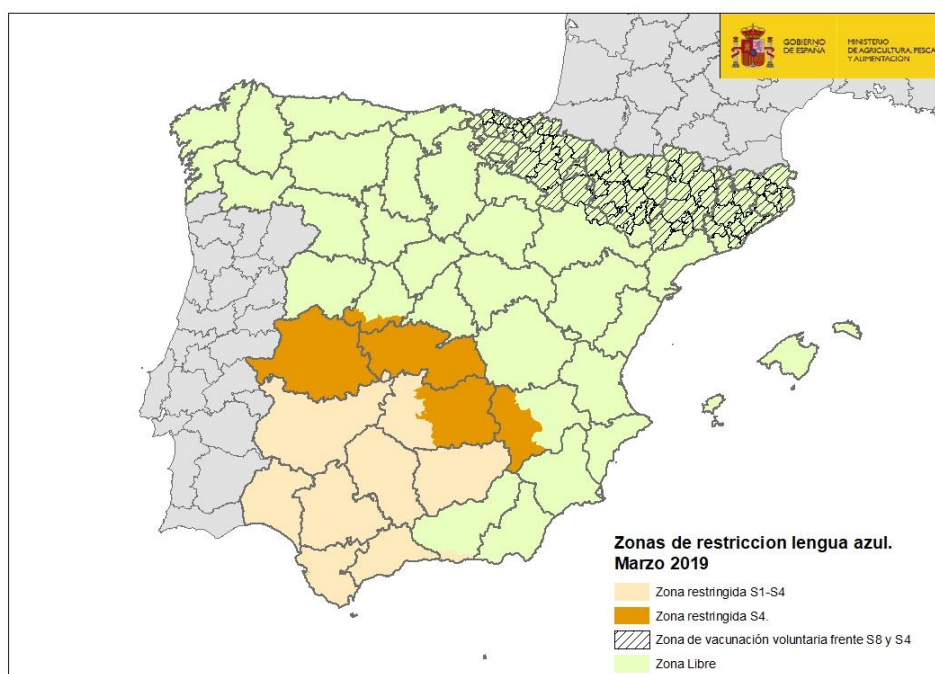 GOBIERNO
DE ESPAÑA
MINISTERIO
DE AGRICULTURA, PESCA
Y ALIMENTACIÓN
Zonas de restriccion lengua azul.
Marzo 2019
Zona restringida S1-S4
Zona restringida S4.
Zona de vacunación voluntaria frente S8 y S4
Zona Libre